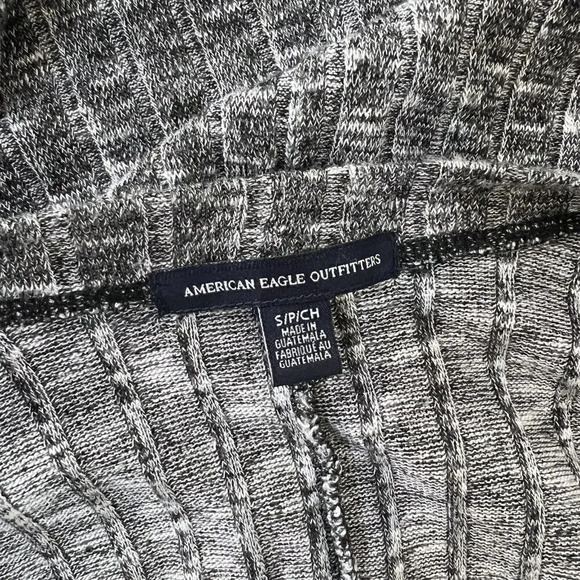 AMERICAN EAGLE OUTFITTERS
S/P/CH
MADE IN
GUATEMALA
FABRIQUÉ AU
GUATEMALA